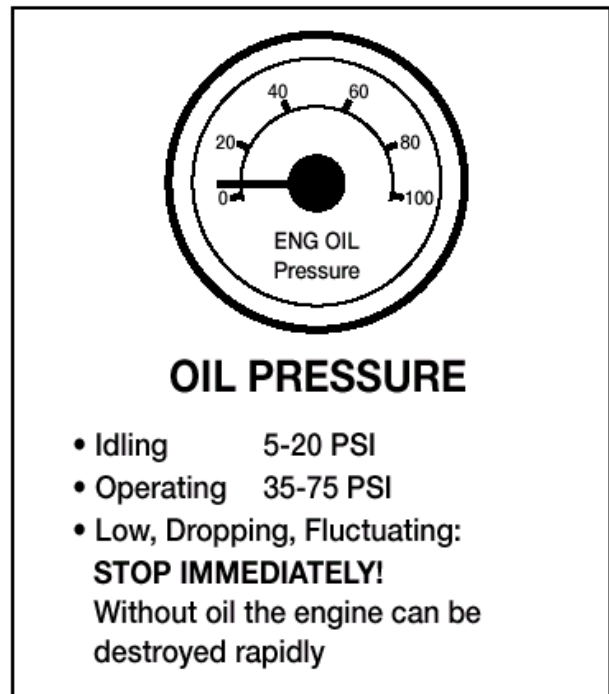 40 60
20 80
0 100
ENG OIL
Pressure
OIL PRESSURE
• Idling 5-20 PSI
• Operating 35-75 PSI
• Low, Dropping, Fluctuating:
STOP IMMEDIATELY!
Without oil the engine can be
destroyed rapidly